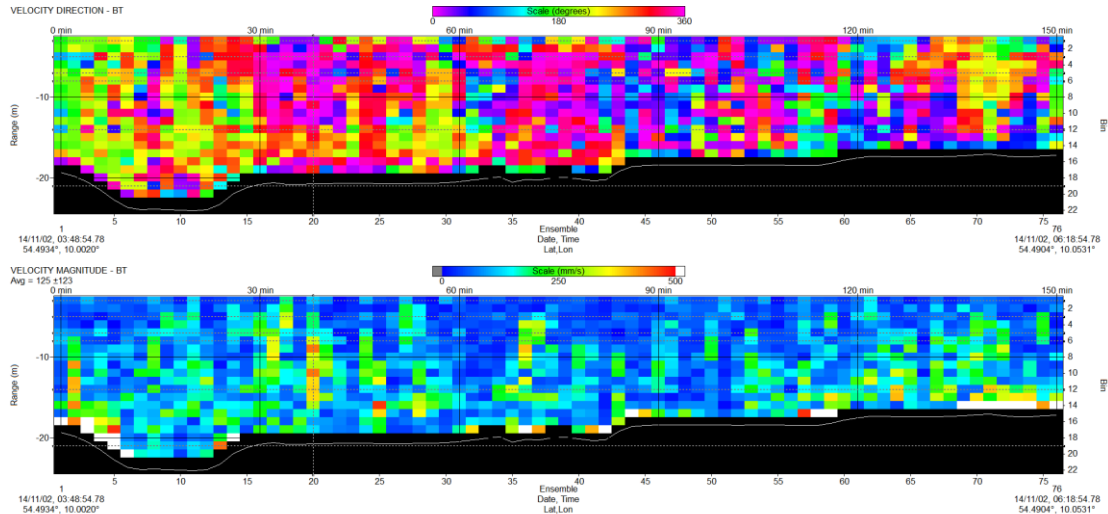 VELOCITY DIRECTION - BT
Scale (degrees)
0 180 360
0 min 30 min 60 min 90 min 120 min 150 min
Range (m)
-10
-20
Bin
2
4
6
8
10
12
14
16
18
20
22
5 10 15 20 25 30 35 40 45 50 55 60 65 70 75
1 Ensemble 76
14/11/02, 03:48:54.78 Date, Time 14/11/02, 06:18:54.78
54.4934°, 10.0020° Lat,Lon 54.4904°, 10.0531°
VELOCITY MAGNITUDE - BT
Avg = 125 ±123
Scale (mm/s)
0 250 500
0 min 30 min 60 min 90 min 120 min 150 min
Range (m)
-10
-20
Bin
2
4
6
8
10
12
14
16
18
20
22
5 10 15 20 25 30 35 40 45 50 55 60 65 70 75
1 Ensemble 76
14/11/02, 03:48:54.78 Date, Time 14/11/02, 06:18:54.78
54.4934°, 10.0020° Lat,Lon 54.4904°, 10.0531°